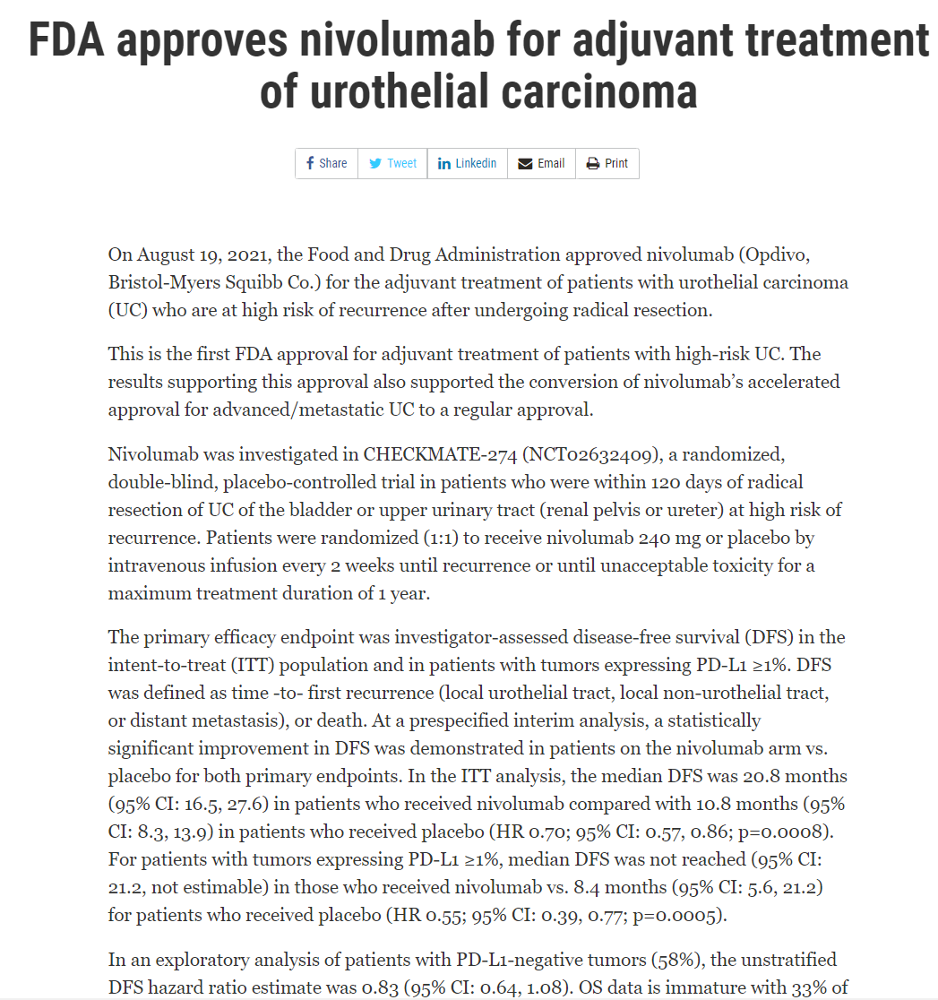 FDA approves nivolumab for adjuvant treatment
of urothelial carcinoma
Share Tweet Linkedin Email Print
On August 19, 2021, the Food and Drug Administration approved nivolumab (Opdivo,
Bristol-Myers Squibb Co.) for the adjuvant treatment of patients with urothelial carcinoma
(UC) who are at high risk of recurrence after undergoing radical resection.
This is the first FDA approval for adjuvant treatment of patients with high-risk UC. The
results supporting this approval also supported the conversion of nivolumab’s accelerated
approval for advanced/metastatic UC to a regular approval.
Nivolumab was investigated in CHECKMATE-274 (NCT02632409), a randomized,
double-blind, placebo-controlled trial in patients who were within 120 days of radical
resection of UC of the bladder or upper urinary tract (renal pelvis or ureter) at high risk of
recurrence. Patients were randomized (1:1) to receive nivolumab 240 mg or placebo by
intravenous infusion every 2 weeks until recurrence or until unacceptable toxicity for a
maximum treatment duration of 1 year.
The primary efficacy endpoint was investigator-assessed disease-free survival (DFS) in the
intent-to-treat (ITT) population and in patients with tumors expressing PD-L1 ≥1%. DFS
was defined as time -to- first recurrence (local urothelial tract, local non-urothelial tract,
or distant metastasis), or death. At a prespecified interim analysis, a statistically
significant improvement in DFS was demonstrated in patients on the nivolumab arm vs.
placebo for both primary endpoints. In the ITT analysis, the median DFS was 20.8 months
(95% CI: 16.5, 27.6) in patients who received nivolumab compared with 10.8 months (95%
CI: 8.3, 13.9) in patients who received placebo (HR 0.70; 95% CI: 0.57, 0.86; p=0.0008).
For patients with tumors expressing PD-L1 ≥1%, median DFS was not reached (95% CI:
21.2, not estimable) in those who received nivolumab vs. 8.4 months (95% CI: 5.6, 21.2)
for patients who received placebo (HR 0.55; 95% CI: 0.39, 0.77; p=0.0005).
In an exploratory analysis of patients with PD-L1-negative tumors (58%), the unstratified
DFS hazard ratio estimate was 0.83 (95% CI: 0.64, 1.08). OS data is immature with 33% of